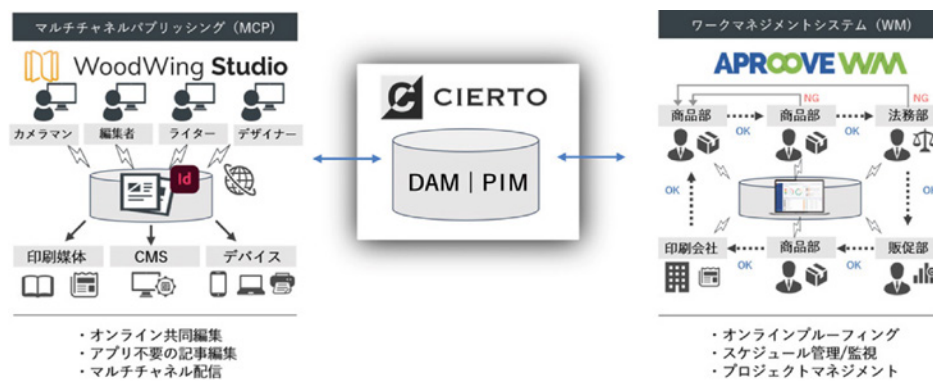 マルチチャネルパブリッシング（MCP）
WoodWing Studio
カメラマン
編集者
ライター
デザイナー
Id
印刷媒体
CMS
デバイス
・オンライン共同編集
・アプリ不要の記事編集
・マルチチャネル配信
CIERTO
DAM｜PIM
ワークマネジメントシステム（WM）
APROOVE WM
NG
NG
商品部
商品部
法務部
OK
OK
OK
OK
印刷会社
商品部
販促部
OK
OK
・オンラインプルーフィング
・スケジュール管理/監視
・プロジェクトマネジメント